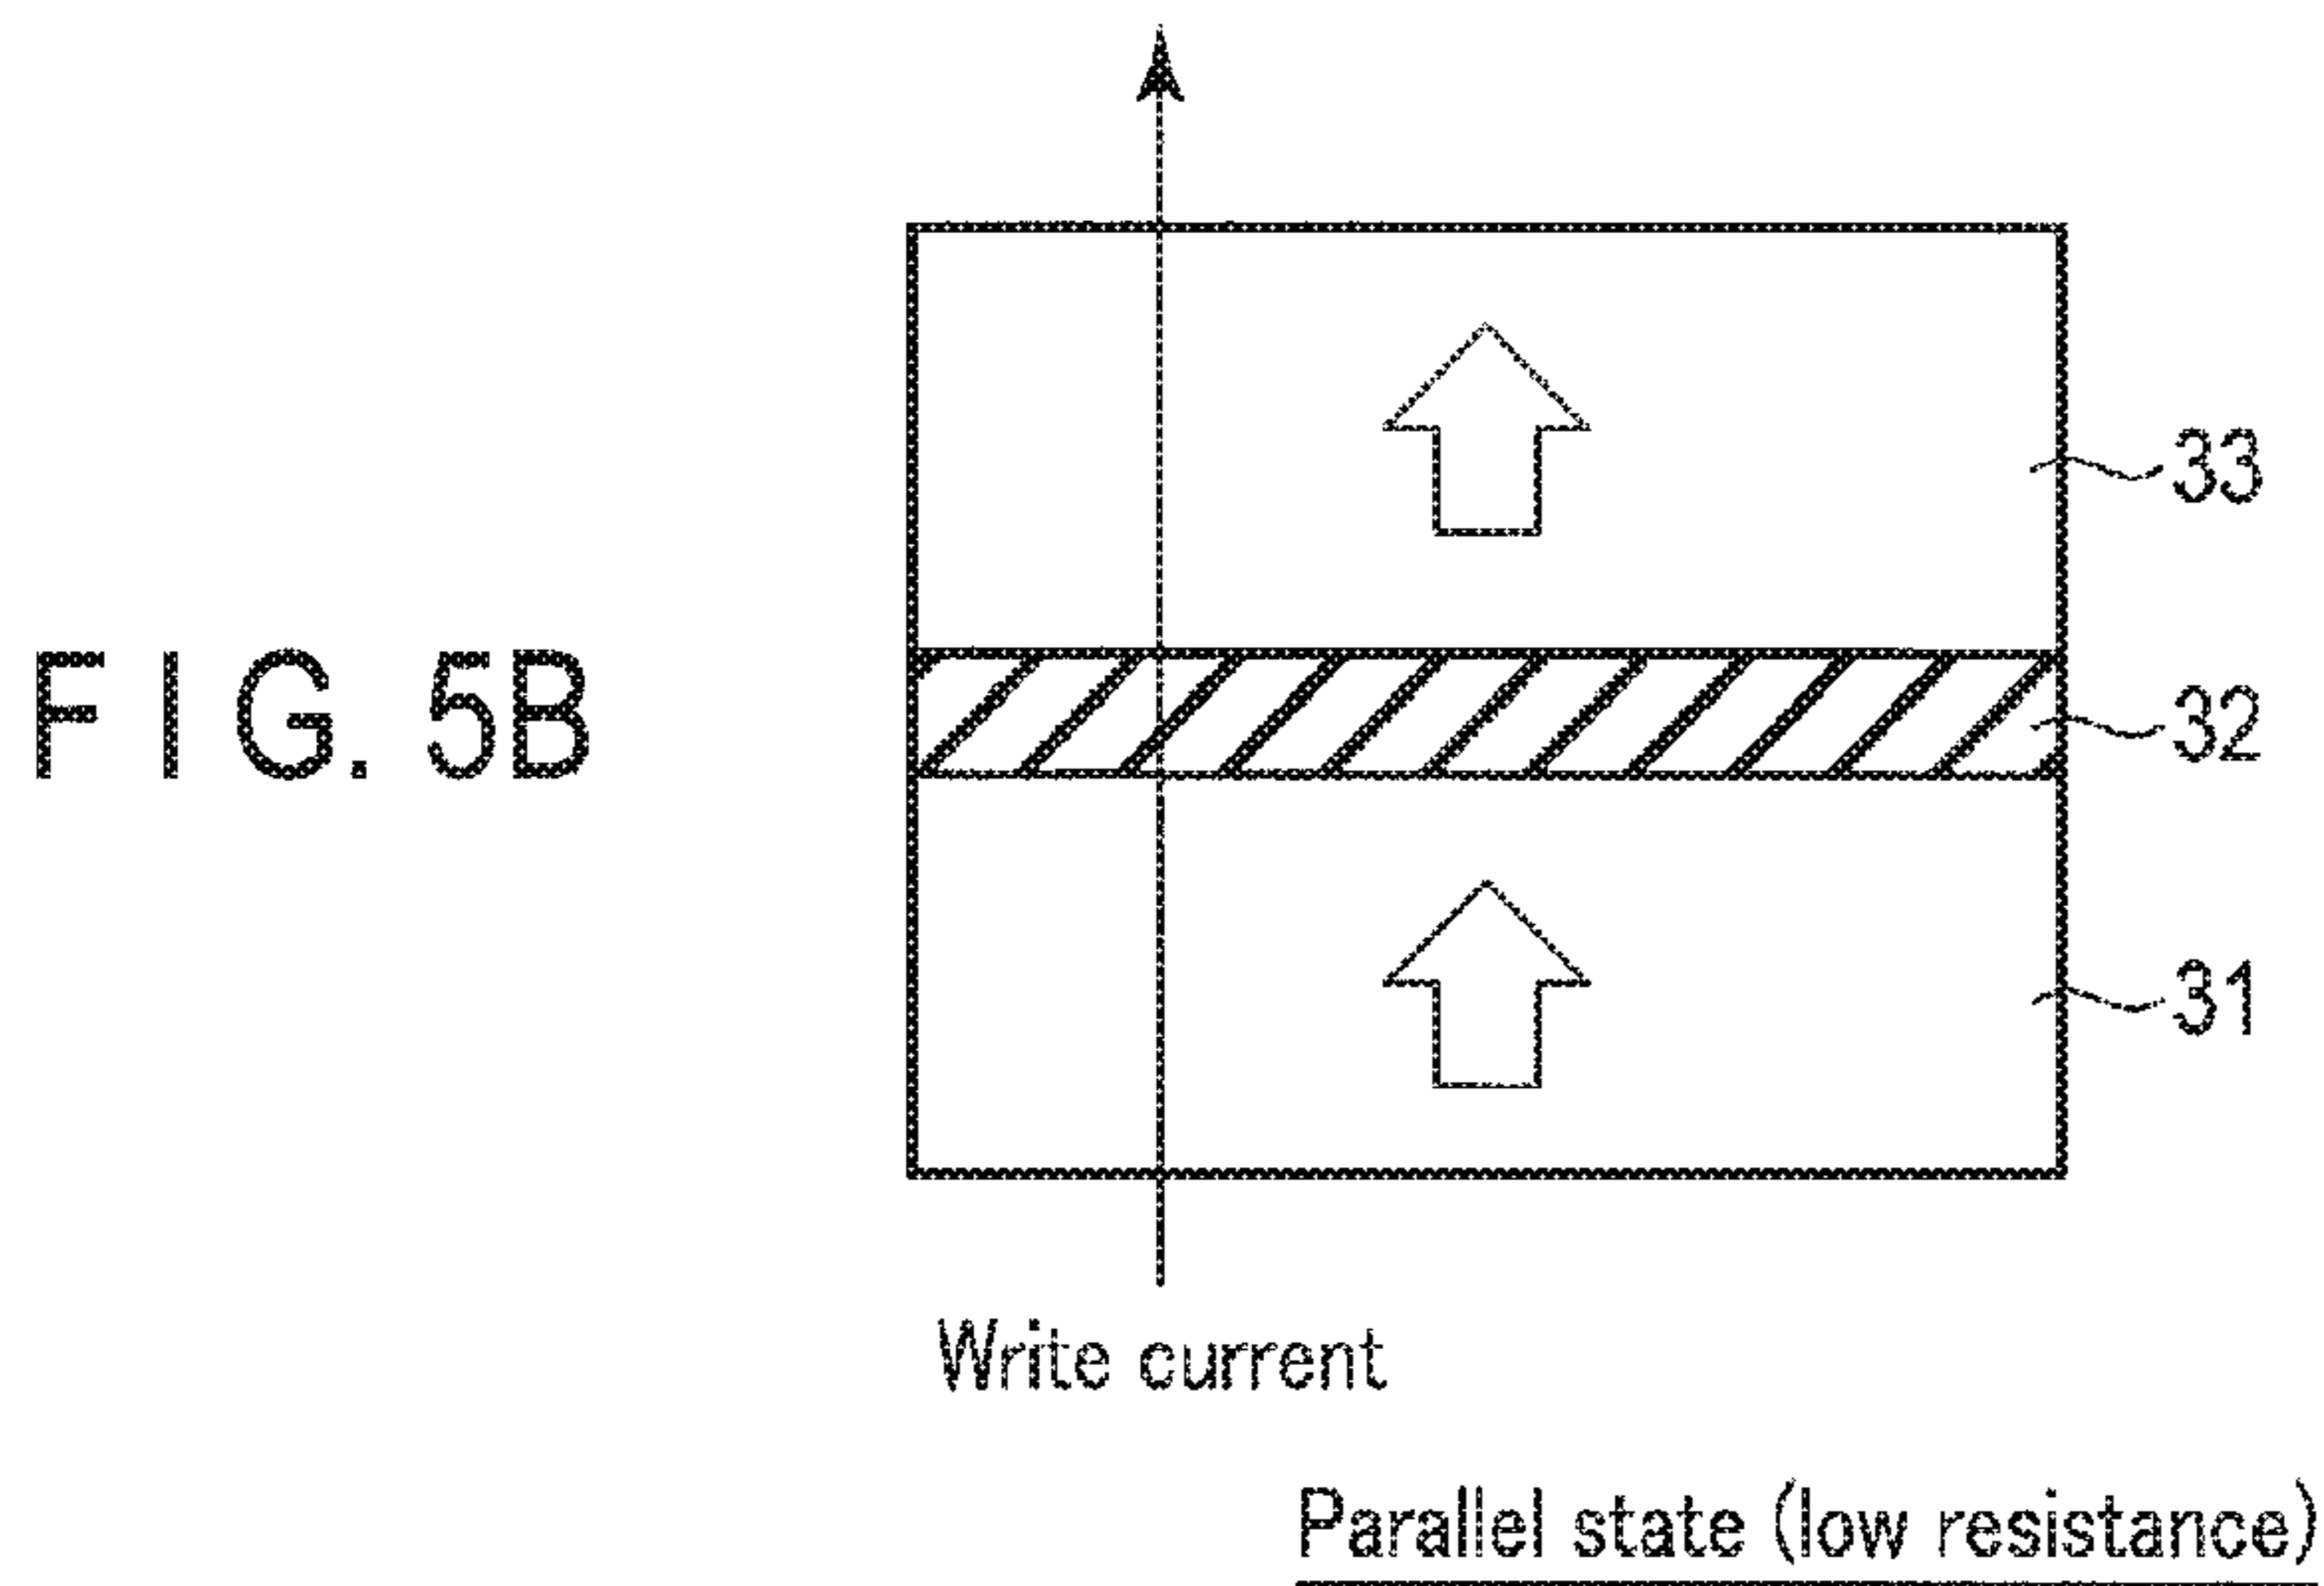 FIG. 5B
33
32
31
Write current
Parallel state (low resistance)